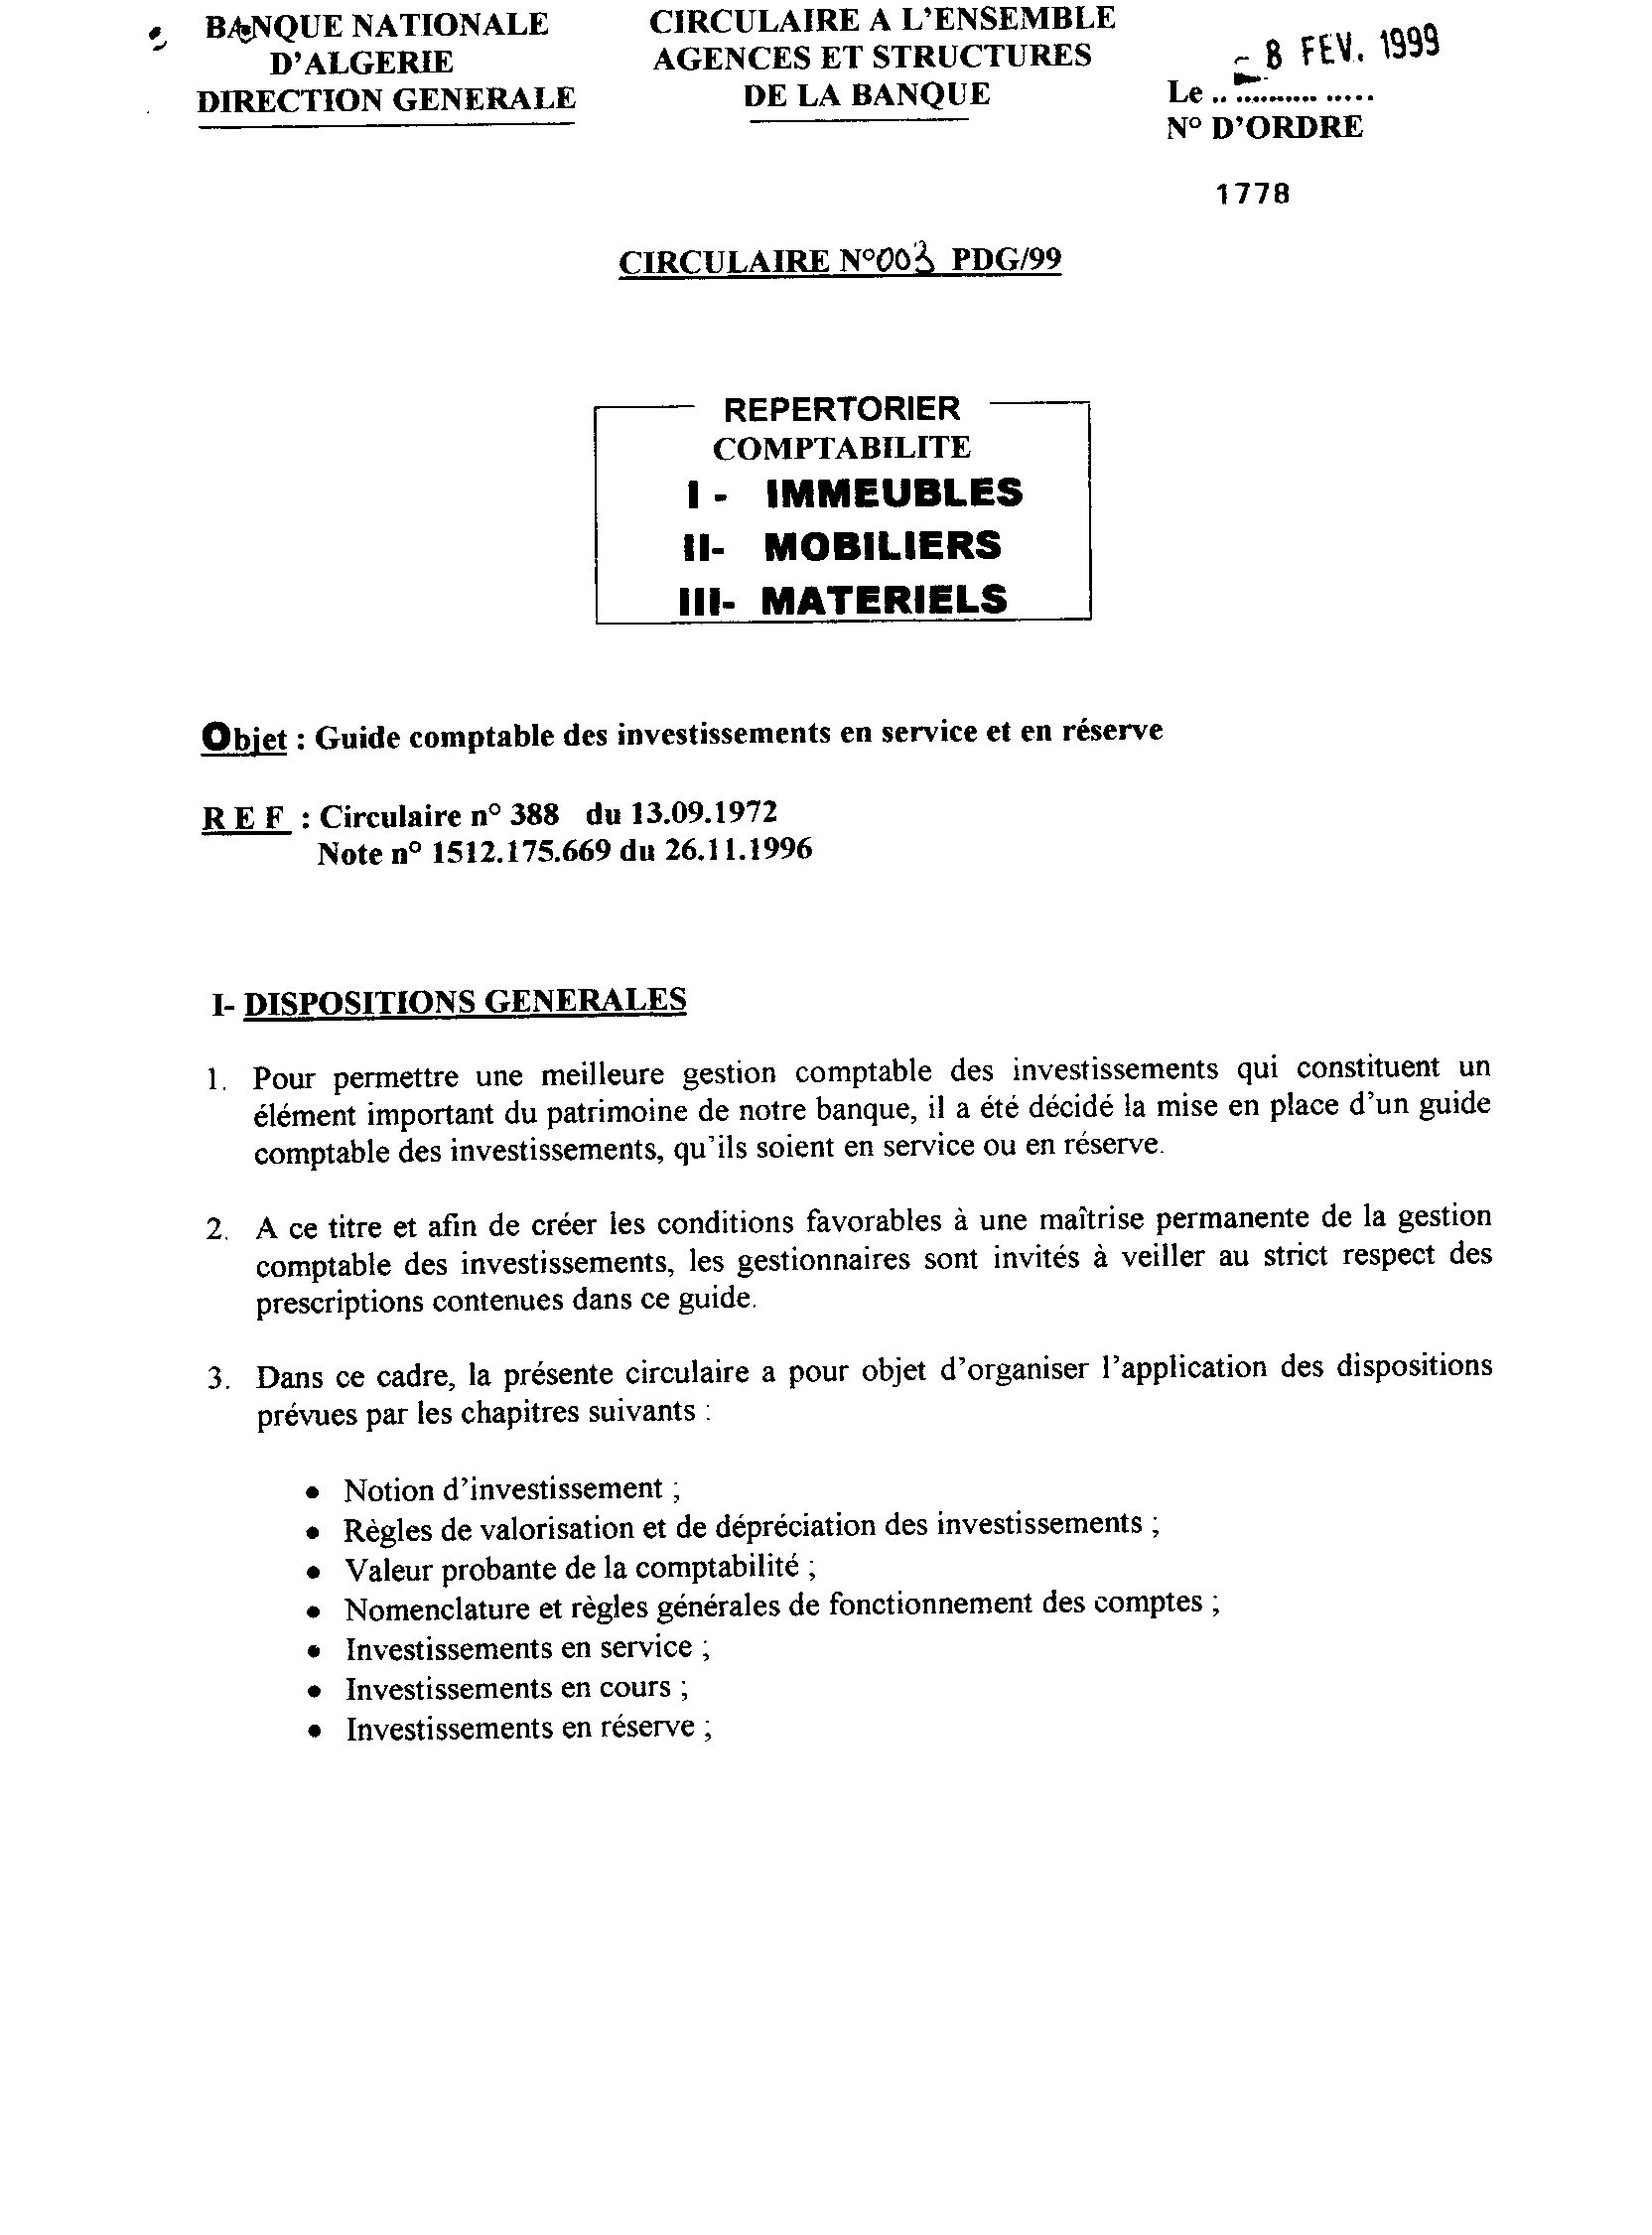 BANQUE NATIONALE
D'ALGERIE
DIRECTION GENERALE
CIRCULAIRE A L'ENSEMBLE
AGENCES ET STRUCTURES
DE LA BANQUE
- 8 FEV. 1999
Le .. ........... .....
N° D'ORDRE
1778
CIRCULAIRE N°003 PDG/99
REPERTORIER
COMPTABILITE
I - IMMEUBLES
II- MOBILIERS
III- MATERIELS
Objet : Guide comptable des investissements en service et en réserve
R E F : Circulaire n° 388 du 13.09.1972
Note n° 1512.175.669 du 26.11.1996
I- DISPOSITIONS GENERALES
1. Pour permettre une meilleure gestion comptable des investissements qui constituent un
élément important du patrimoine de notre banque, il a été décidé la mise en place d'un guide
comptable des investissements, qu'ils soient en service ou en réserve.
2. A ce titre et afin de créer les conditions favorables à une maîtrise permanente de la gestion
comptable des investissements, les gestionnaires sont invités à veiller au strict respect des
prescriptions contenues dans ce guide.
3. Dans ce cadre, la présente circulaire a pour objet d'organiser l'application des dispositions
prévues par les chapitres suivants :
• Notion d'investissement ;
• Règles de valorisation et de dépréciation des investissements ;
• Valeur probante de la comptabilité ;
• Nomenclature et règles générales de fonctionnement des comptes ;
• Investissements en service ;
• Investissements en cours ;
• Investissements en réserve ;